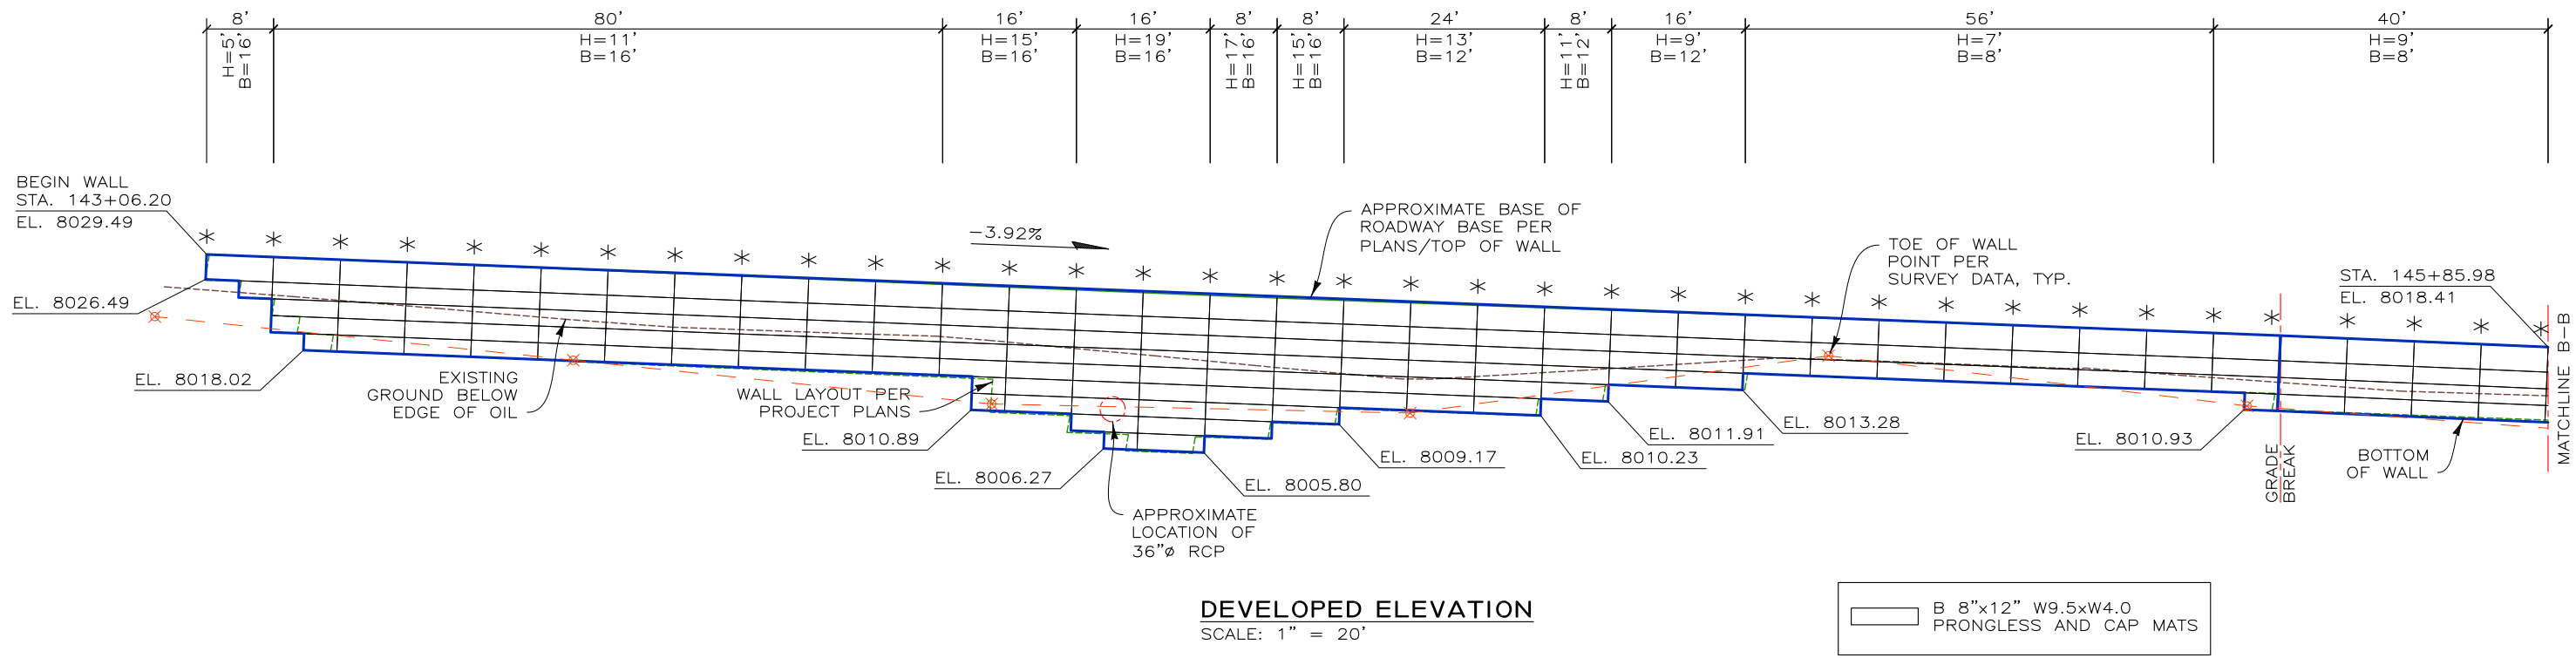 8'
80'
16'
16'
8'
8'
24'
8'
16'
56'
40'
H=5'
B=16'
H=11'
B=16'
H=15'
B=16'
H=19'
B=16'
H=17'
B=16'
H=15'
B=16'
H=13'
B=12'
H=11'
B=12'
H=9'
B=12'
H=7'
B=8'
H=9'
B=8'
BEGIN WALL
STA. 143+06.20
EL. 8029.49
-3.92%
APPROXIMATE BASE OF
ROADWAY BASE PER
PLANS/TOP OF WALL
TOE OF WALL
POINT PER
SURVEY DATA, TYP.
STA. 145+85.98
EL. 8018.41
EL. 8026.49
EL. 8018.02
EXISTING
GROUND BELOW
EDGE OF OIL
WALL LAYOUT PER
PROJECT PLANS
EL. 8010.89
EL. 8006.27
EL. 8005.80
APPROXIMATE
LOCATION OF
36"ø RCP
EL. 8009.17
EL. 8010.23
EL. 8011.91
EL. 8013.28
EL. 8010.93
GRADE
BREAK
BOTTOM
OF WALL
MATCHLINE B-B
DEVELOPED ELEVATION
SCALE: 1" = 20'
B 8"x12" W9.5xW4.0
PRONGLESS AND CAP MATS